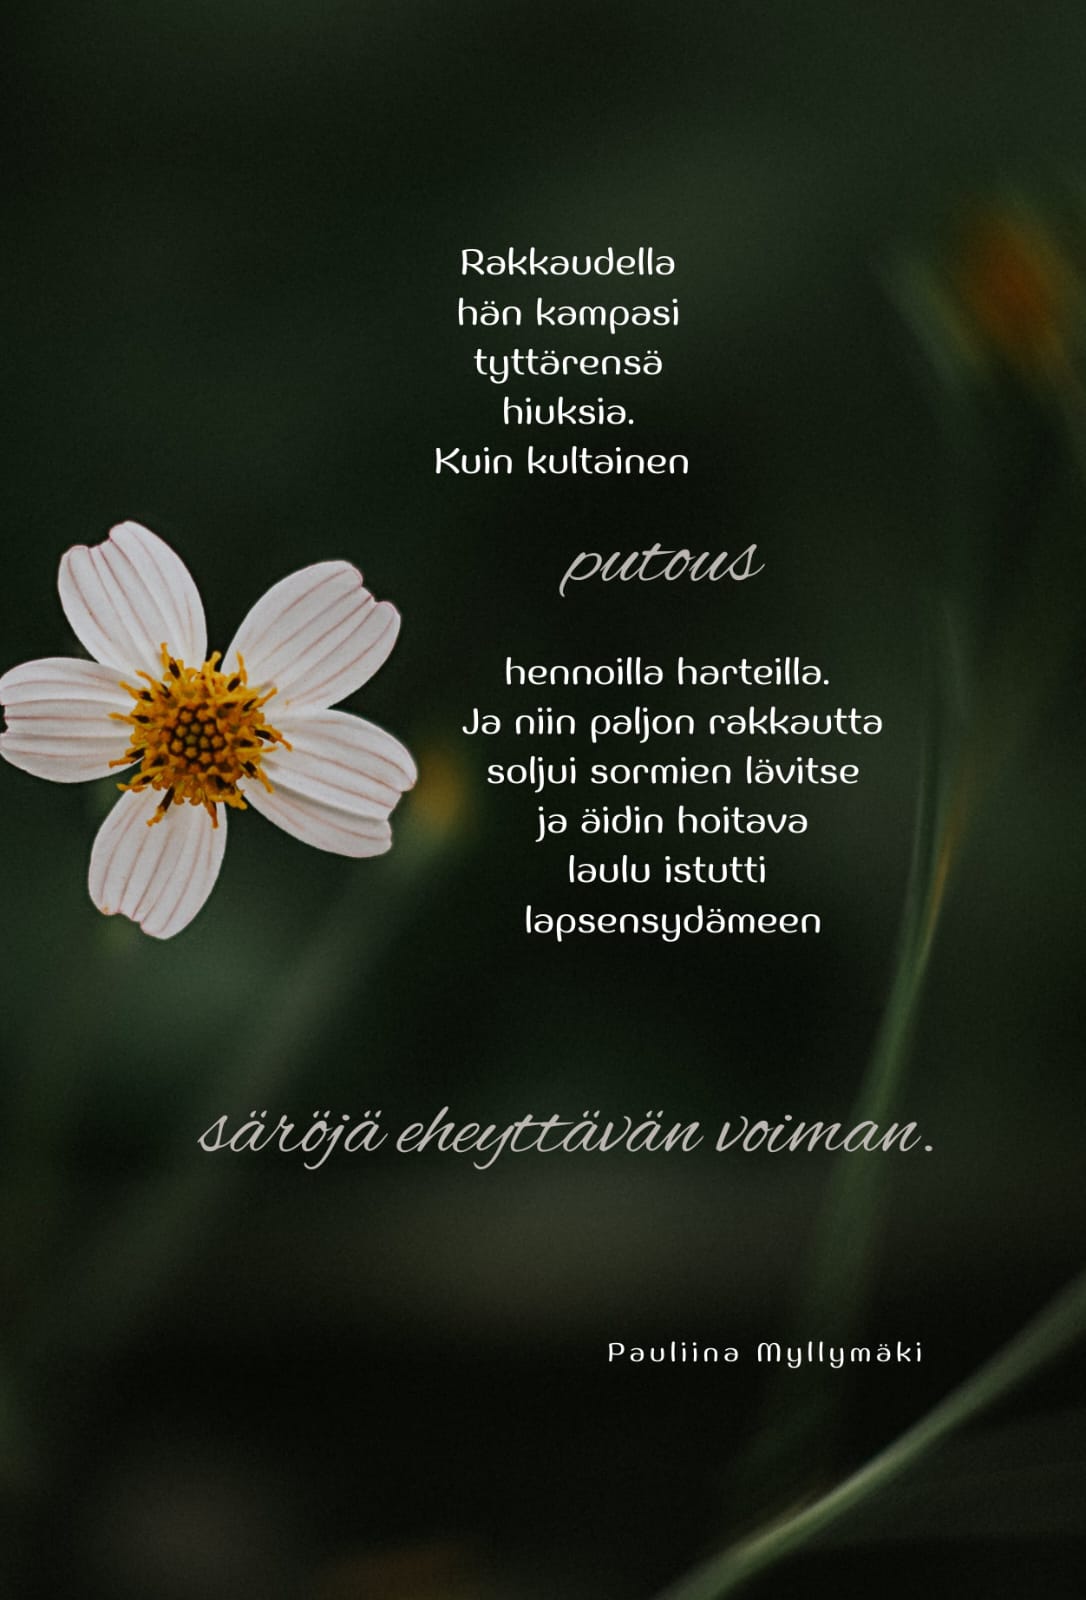 Rakkaudella
hän kampasi
tyttärensä
hiuksia.
Kuin kultainen
putous
hennoilla harteilla.
Ja niin paljon rakkautta
soljui sormien lävitse
ja äidin hoitava
laulu istutti
lapsensydämeen
säröjä eheyttävän voiman.
Pauliina Myllymäki